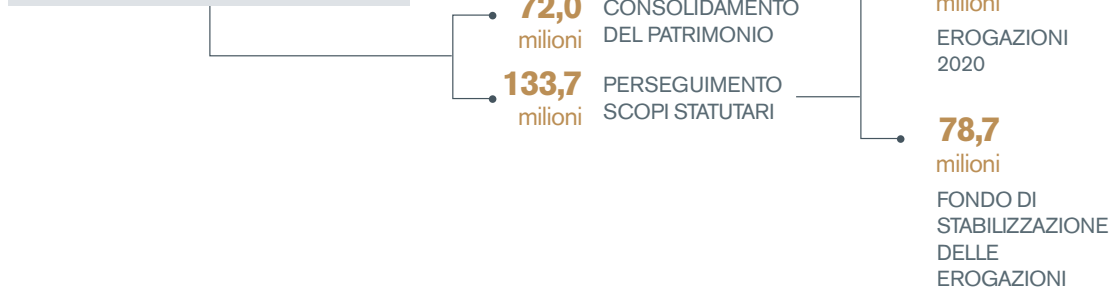 72,0
milioni
CONSOLIDAMENTO
DEL PATRIMONIO
133,7
milioni
PERSEGUIMENTO
SCOPI STATUTARI
milioni
EROGAZIONI
2020
78,7
milioni
FONDO DI
STABILIZZAZIONE
DELLE
EROGAZIONI